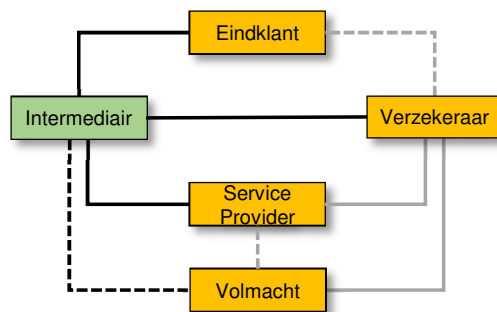 Eindklant
Intermediair
Verzekeraar
Service
Provider
Volmacht